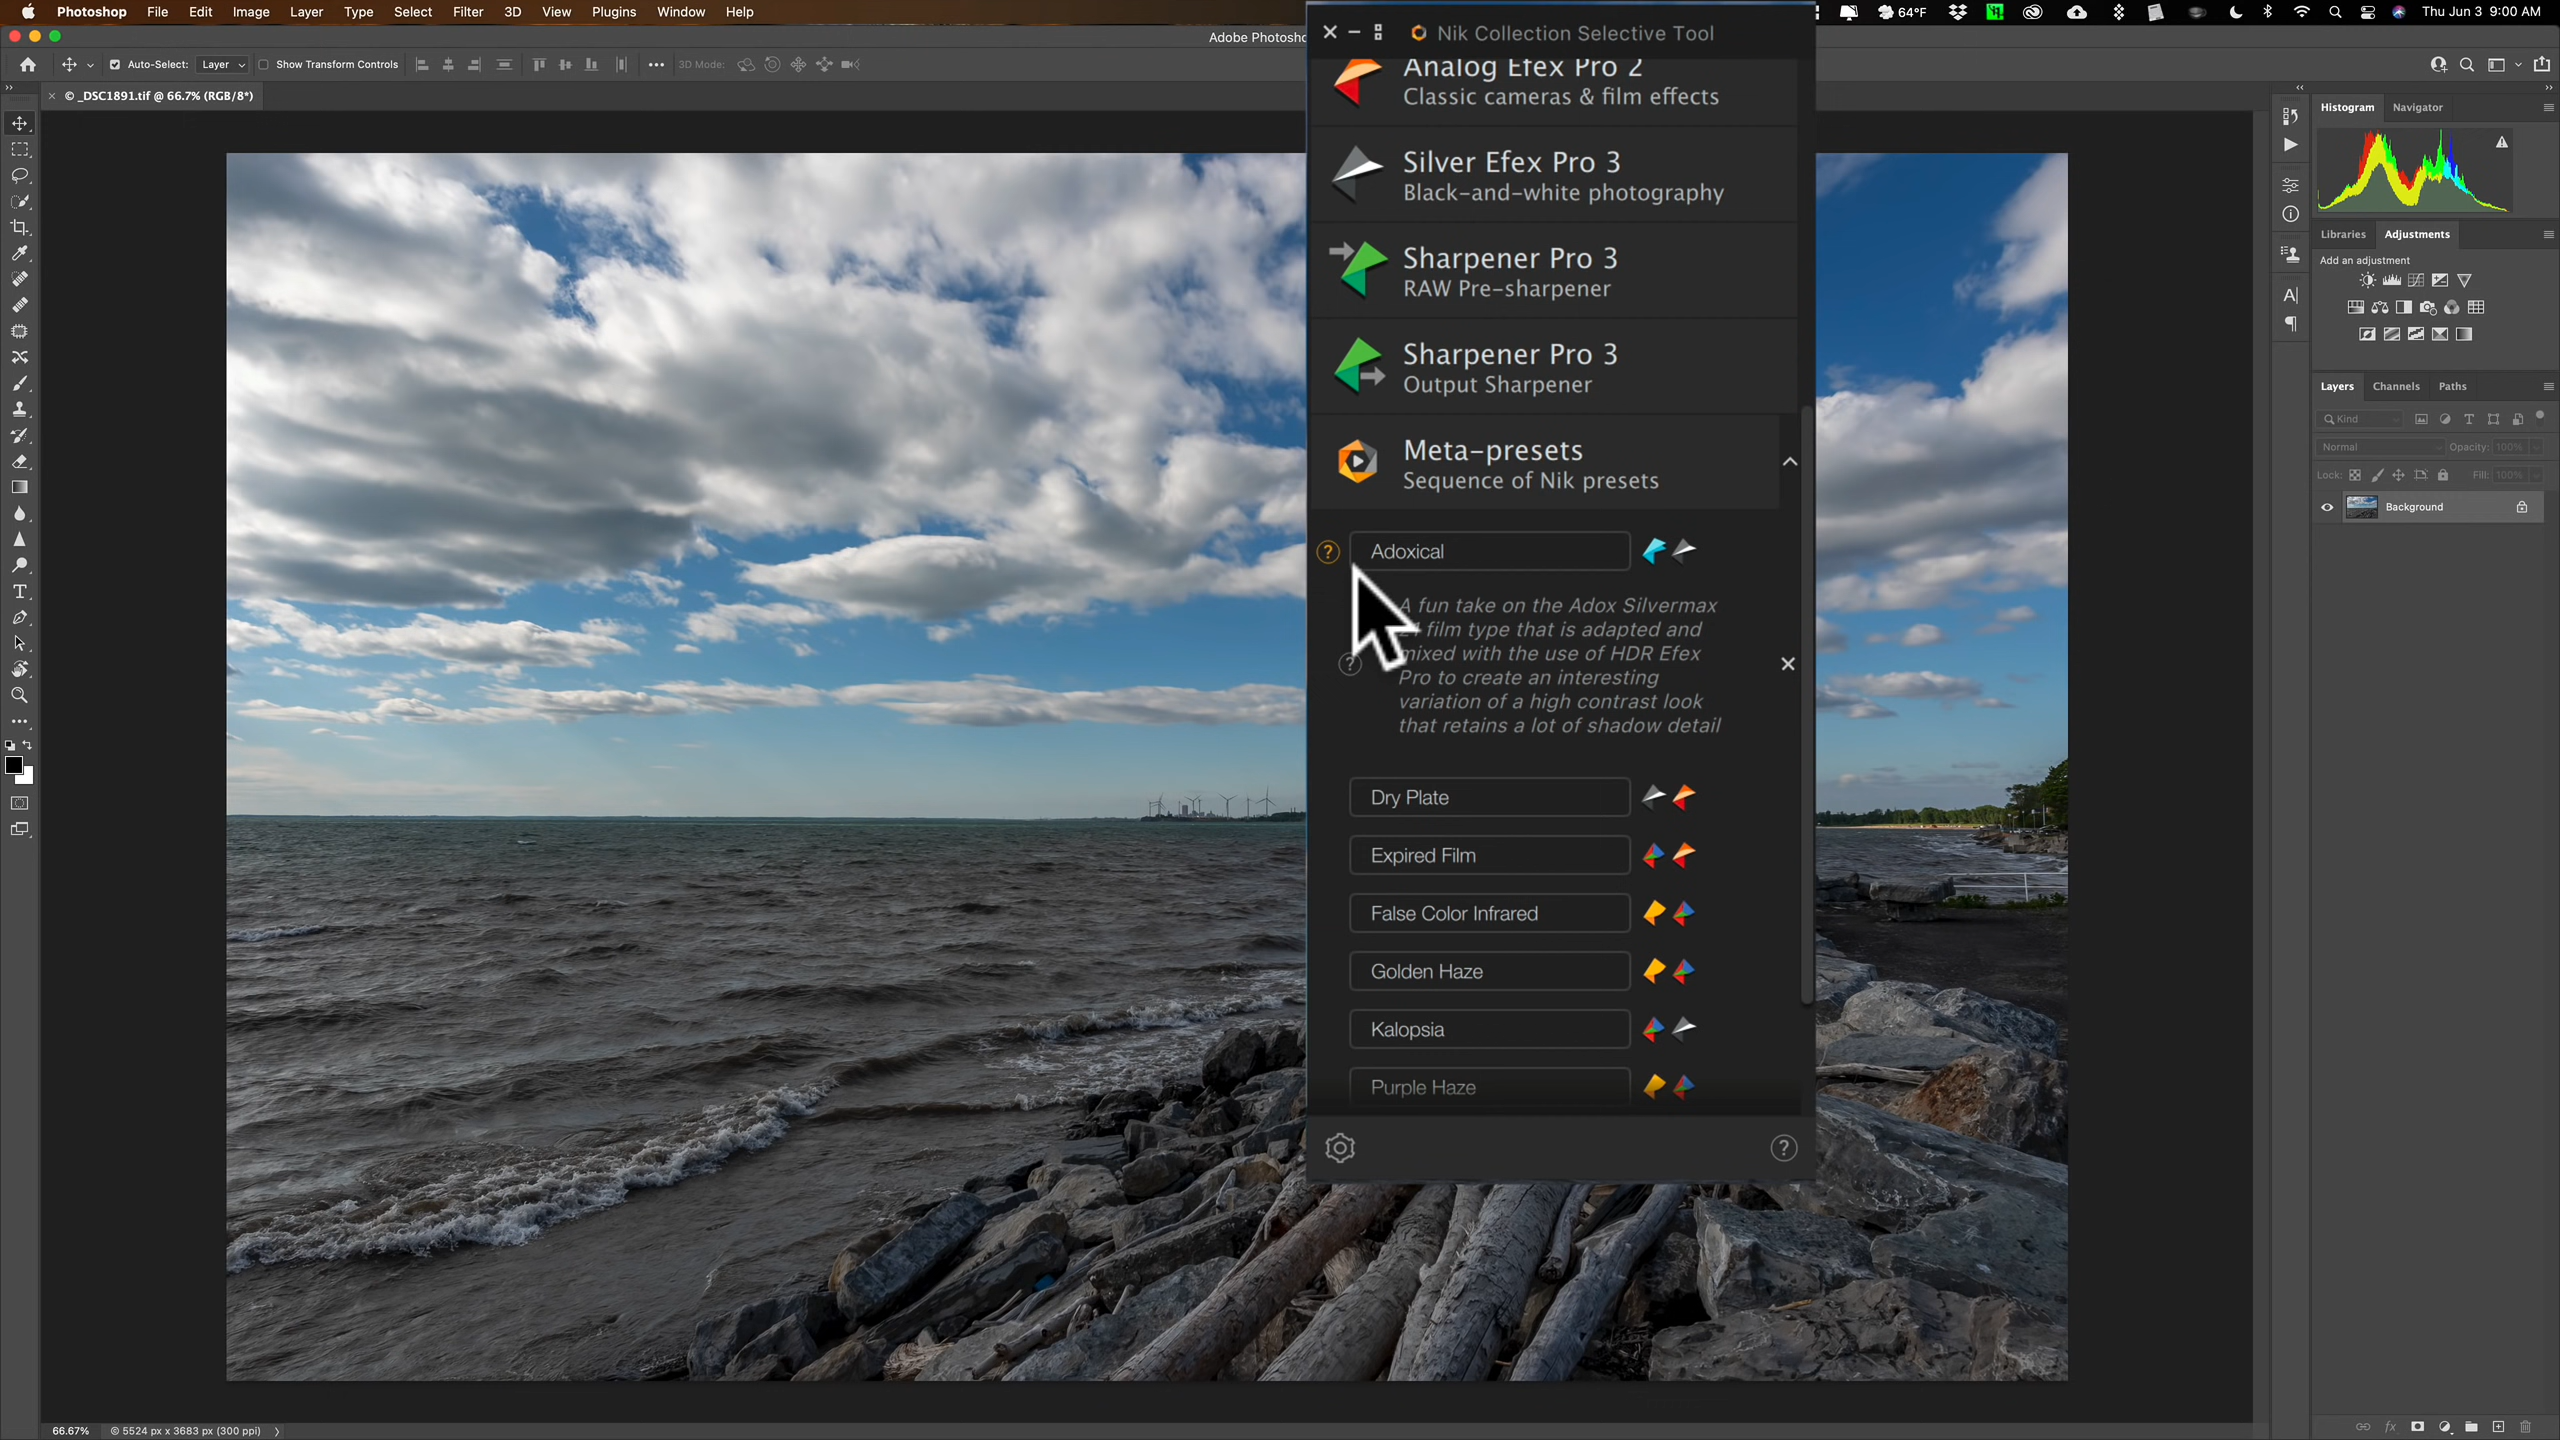 Photoshop File Edit Image Layer Type Select Filter 3D View Plugins Window Help
64°F Thu Jun 3 9:00 AM
Adobe Photosho
Auto-Select: Layer Show Transform Controls 3D Mode:
© _DSC1891.tif @ 66.7% (RGB/8*)
Nik Collection Selective Tool
Analog Efex Pro 2
Classic cameras & film effects
Silver Efex Pro 3
Black-and-white photography
Sharpener Pro 3
RAW Pre-sharpener
Sharpener Pro 3
Output Sharpener
Meta-presets
Sequence of Nik presets
Adoxical
A fun take on the Adox Silvermax
film type that is adapted and
mixed with the use of HDR Efex
Pro to create an interesting
variation of a high contrast look
that retains a lot of shadow detail
Dry Plate
Expired Film
False Color Infrared
Golden Haze
Kalopsia
Purple Haze
Histogram Navigator
Libraries Adjustments
Add an adjustment
Layers Channels Paths
Kind
Normal Opacity: 100%
Lock: Fill: 100%
Background
66.67% © 5524 px x 3683 px (300 ppi)